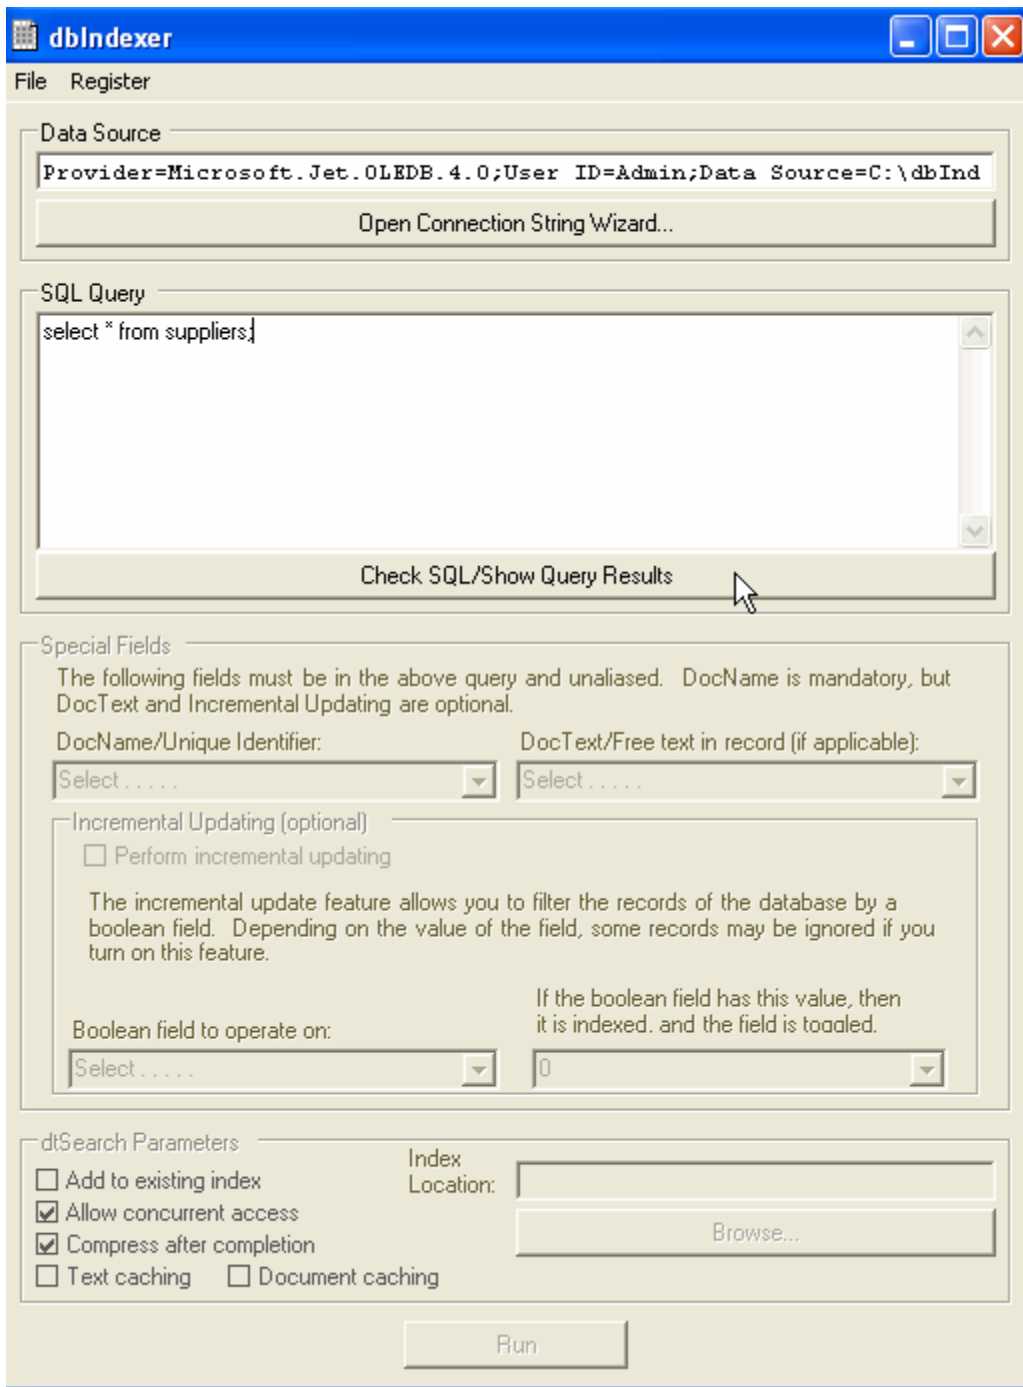 dbIndexer
File Register
Data Source
Provider=Microsoft.Jet.OLEDB.4.0;User ID=Admin;Data Source=C:\dbInd
Open Connection String Wizard...
SQL Query
select * from suppliers;
Check SQL/Show Query Results
Special Fields
The following fields must be in the above query and unaliased. DocName is mandatory, but
DocText and Incremental Updating are optional.
DocName/Unique Identifier:
DocText/Free text in record (if applicable):
Select . . . . .
Select . . . . .
Incremental Updating (optional)
Perform incremental updating
The incremental update feature allows you to filter the records of the database by a
boolean field. Depending on the value of the field, some records may be ignored if you
turn on this feature.
Boolean field to operate on:
If the boolean field has this value, then
it is indexed, and the field is toggled.
Select . . . . .
0
dtSearch Parameters
Add to existing index
Allow concurrent access
Compress after completion
Text caching Document caching
Index
Location:
Browse...
Run